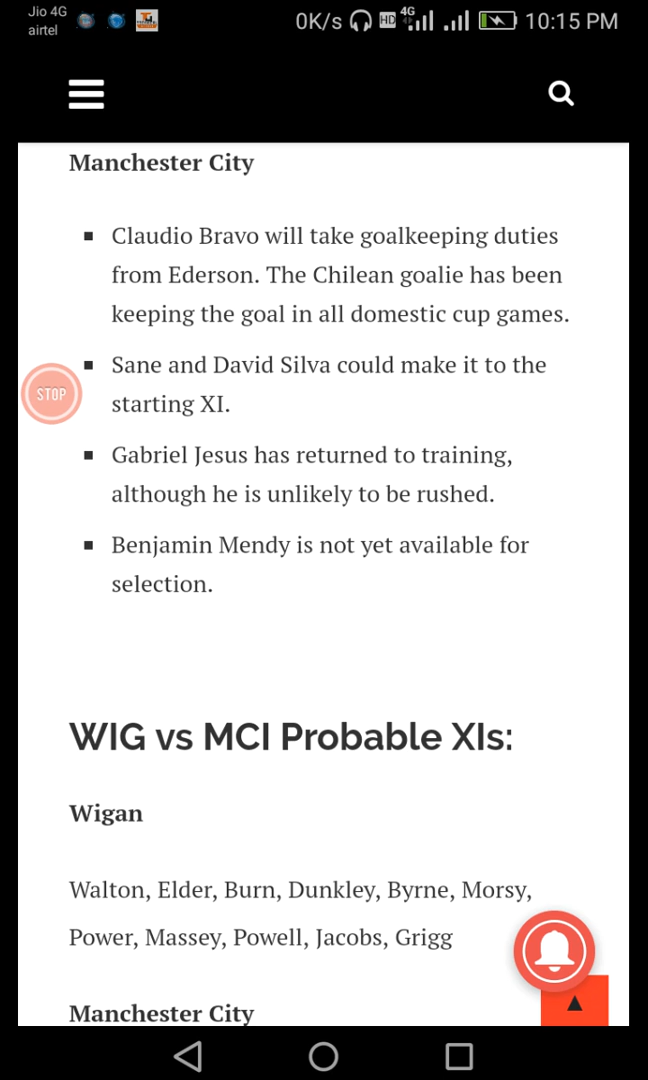 Jio 4G
airtel
0K/s HD 4G 10:15 PM
Manchester City
Claudio Bravo will take goalkeeping duties
from Ederson. The Chilean goalie has been
keeping the goal in all domestic cup games.
Sane and David Silva could make it to the
STOP
starting XI.
Gabriel Jesus has returned to training,
although he is unlikely to be rushed.
Benjamin Mendy is not yet available for
selection.
WIG vs MCI Probable XIs:
Wigan
Walton, Elder, Burn, Dunkley, Byrne, Morsy,
Power, Massey, Powell, Jacobs, Grigg
Manchester City